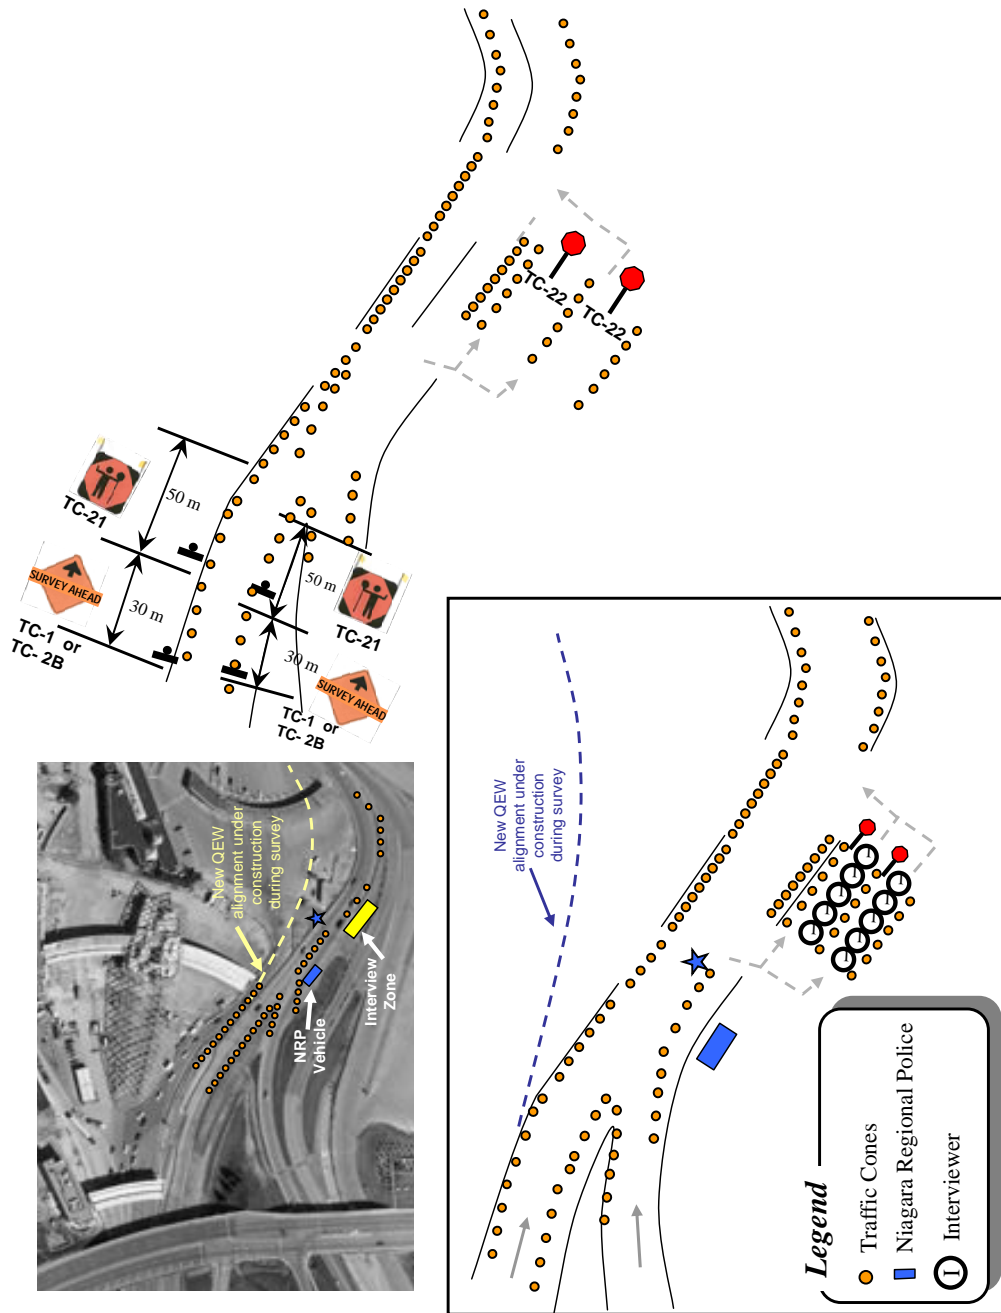 50 m
TC-21
30 m
SURVEY AHEAD
TC-1 or
TC- 2B
TC-22
TC-22
50 m
TC-21
30 m
SURVEY AHEAD
TC-1 or
TC- 2B
New QEW
alignment under
construction
during survey
NRP
Vehicle
Interview
Zone
New QEW
alignment under
construction
during survey
Legend
Traffic Cones
Niagara Regional Police
I Interviewer